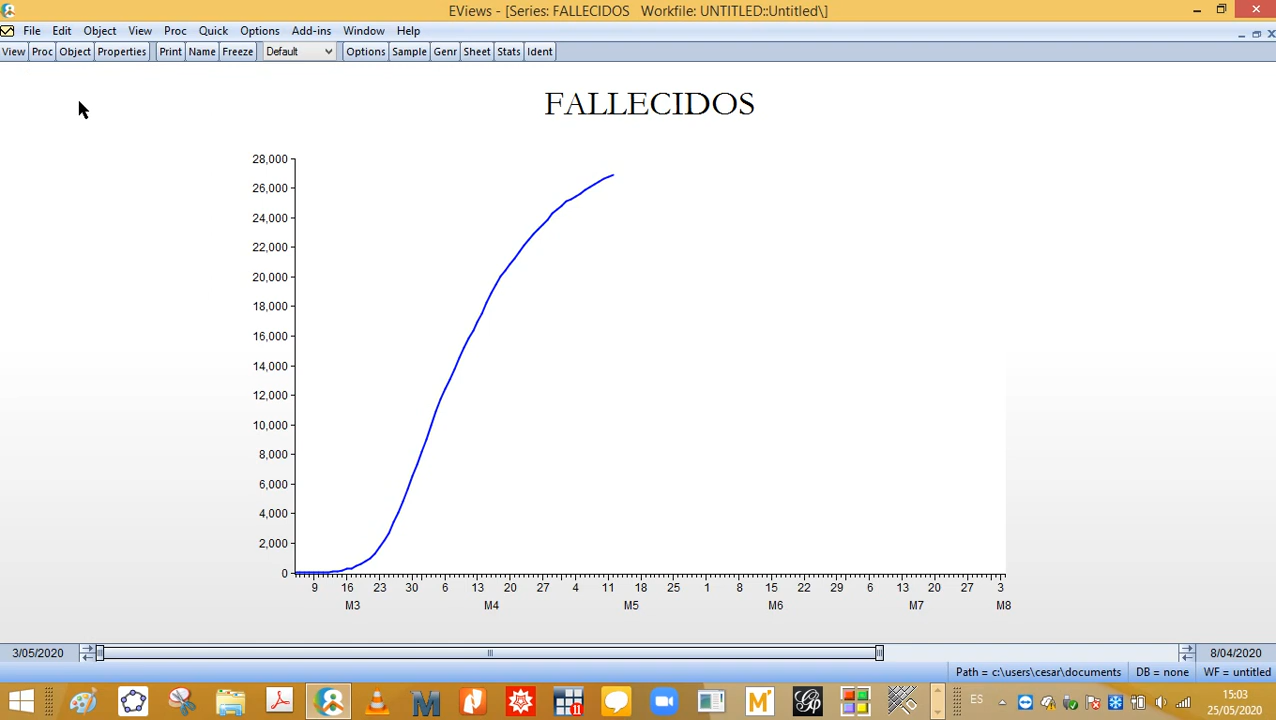 EViews - [Series: FALLECIDOS Workfile: UNTITLED::Untitled\]
File Edit Object View Proc Quick Options Add-ins Window Help
View Proc Object Properties Print Name Freeze Default Options Sample Genr Sheet Stats Ident
FALLECIDOS
28,000
26,000
24,000
22,000
20,000
18,000
16,000
14,000
12,000
10,000
8,000
6,000
4,000
2,000
0
9 16 23 30 6 13 20 27 4 11 18 25 1 8 15 22 29 6 13 20 27 3
M3 M4 M5 M6 M7 M8
3/05/2020 8/04/2020
Path = c:\users\cesar\documents DB = none WF = untitled
ES 15:03
25/05/2020